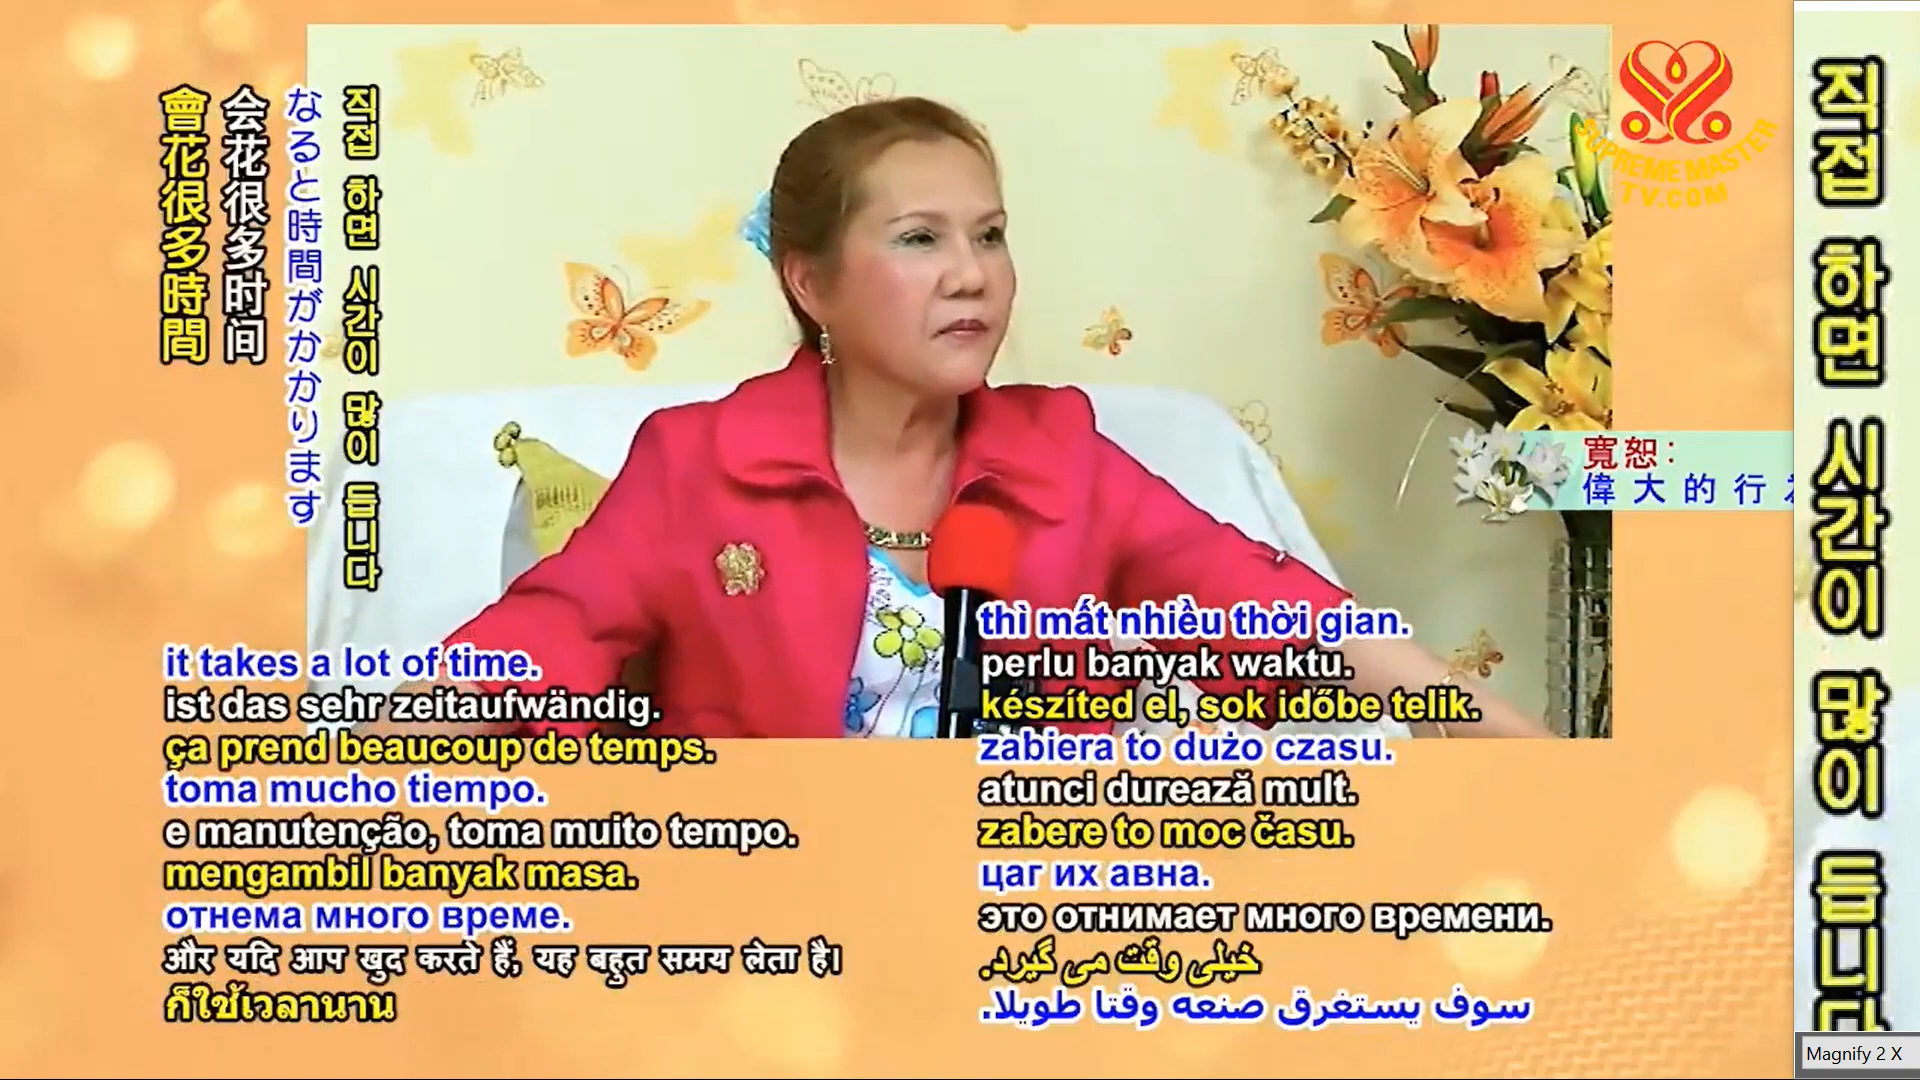 會花很多時間
会花很多时间
なると時間がかかります
직접 하면 시간이 많이 듭니다
SUPREME MASTER
TV.COM
寬恕：
偉大的行
it takes a lot of time.
ist das sehr zeitaufwändig.
ça prend beaucoup de temps.
toma mucho tiempo.
e manutenção, toma muito tempo.
mengambil banyak masa.
отнема много време.
और यदि आप खुद करते हैं, यह बहुत समय लेता है।
ก็ใช้เวลานาน
thì mất nhiều thời gian.
perlu banyak waktu.
készíted el, sok időbe telik.
zabiera to dużo czasu.
atunci durează mult.
zabere to moc času.
цаг их авна.
это отнимает много времени.
خیلی وقت می گیرد.
سوف يستغرق صنعه وقتا طويلا.
직접 하면 시간이 많이 듭니
Magnify 2 X